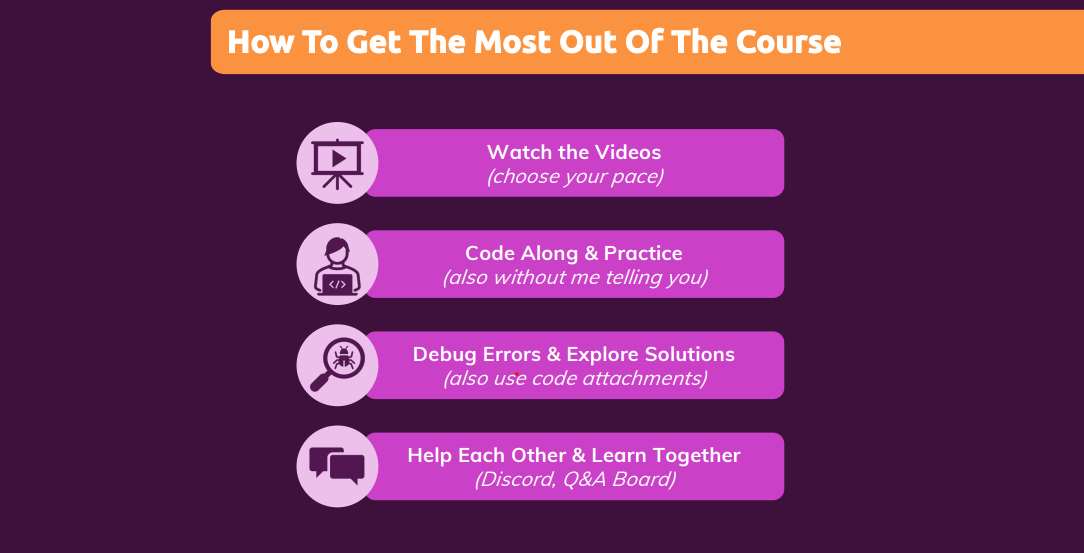 How To Get The Most Out Of The Course
Watch the Videos
(choose your pace)
Code Along & Practice
(also without me telling you)
</>
Debug Errors & Explore Solutions
(also use code attachments)
Help Each Other & Learn Together
(Discord, Q&A Board)